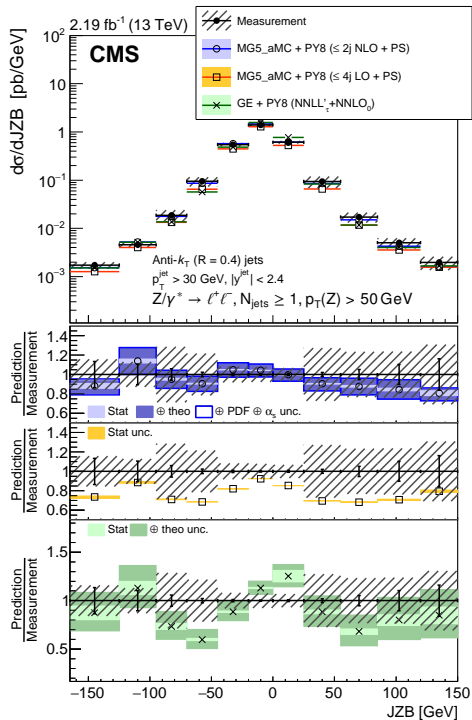 2.19 fb⁻¹ (13 TeV)
CMS
Measurement
MG5_aMC + PY8 (≤ 2j NLO + PS)
MG5_aMC + PY8 (≤ 4j LO + PS)
GE + PY8 (NNLL'τ+NNLO₀)
dσ/dJZB [pb/GeV]
10²
10
1
10⁻¹
10⁻²
10⁻³
Anti-k_T (R = 0.4) jets
p_T^jet > 30 GeV, |y^jet| < 2.4
Z/γ* → ℓ⁺ℓ⁻, N_jets ≥ 1, p_T(Z) > 50 GeV
Prediction
Measurement
1.4
1.2
1
0.8
0.6
Stat ⊕ theo ⊕ PDF ⊕ α_s unc.
Prediction
Measurement
1.4
1.2
1
0.8
0.6
Stat unc.
Prediction
Measurement
1.5
1
0.5
Stat ⊕ theo unc.
−150 −100 −50 0 50 100 150
JZB [GeV]